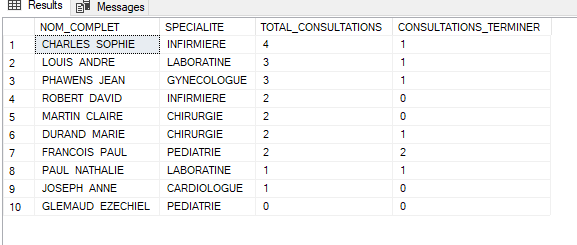 Results Messages
NOM_COMPLET SPECIALITE TOTAL_CONSULTATIONS CONSULTATIONS_TERMINER
1 CHARLES SOPHIE INFIRMIERE 4 1
2 LOUIS ANDRE LABORATINE 3 1
3 PHAWENS JEAN GYNECOLOGUE 3 1
4 ROBERT DAVID INFIRMIERE 2 0
5 MARTIN CLAIRE CHIRURGIE 2 0
6 DURAND MARIE CHIRURGIE 2 1
7 FRANCOIS PAUL PEDIATRIE 2 2
8 PAUL NATHALIE LABORATINE 1 1
9 JOSEPH ANNE CARDIOLOGUE 1 0
10 GLEMAUD EZECHIEL PEDIATRIE 0 0